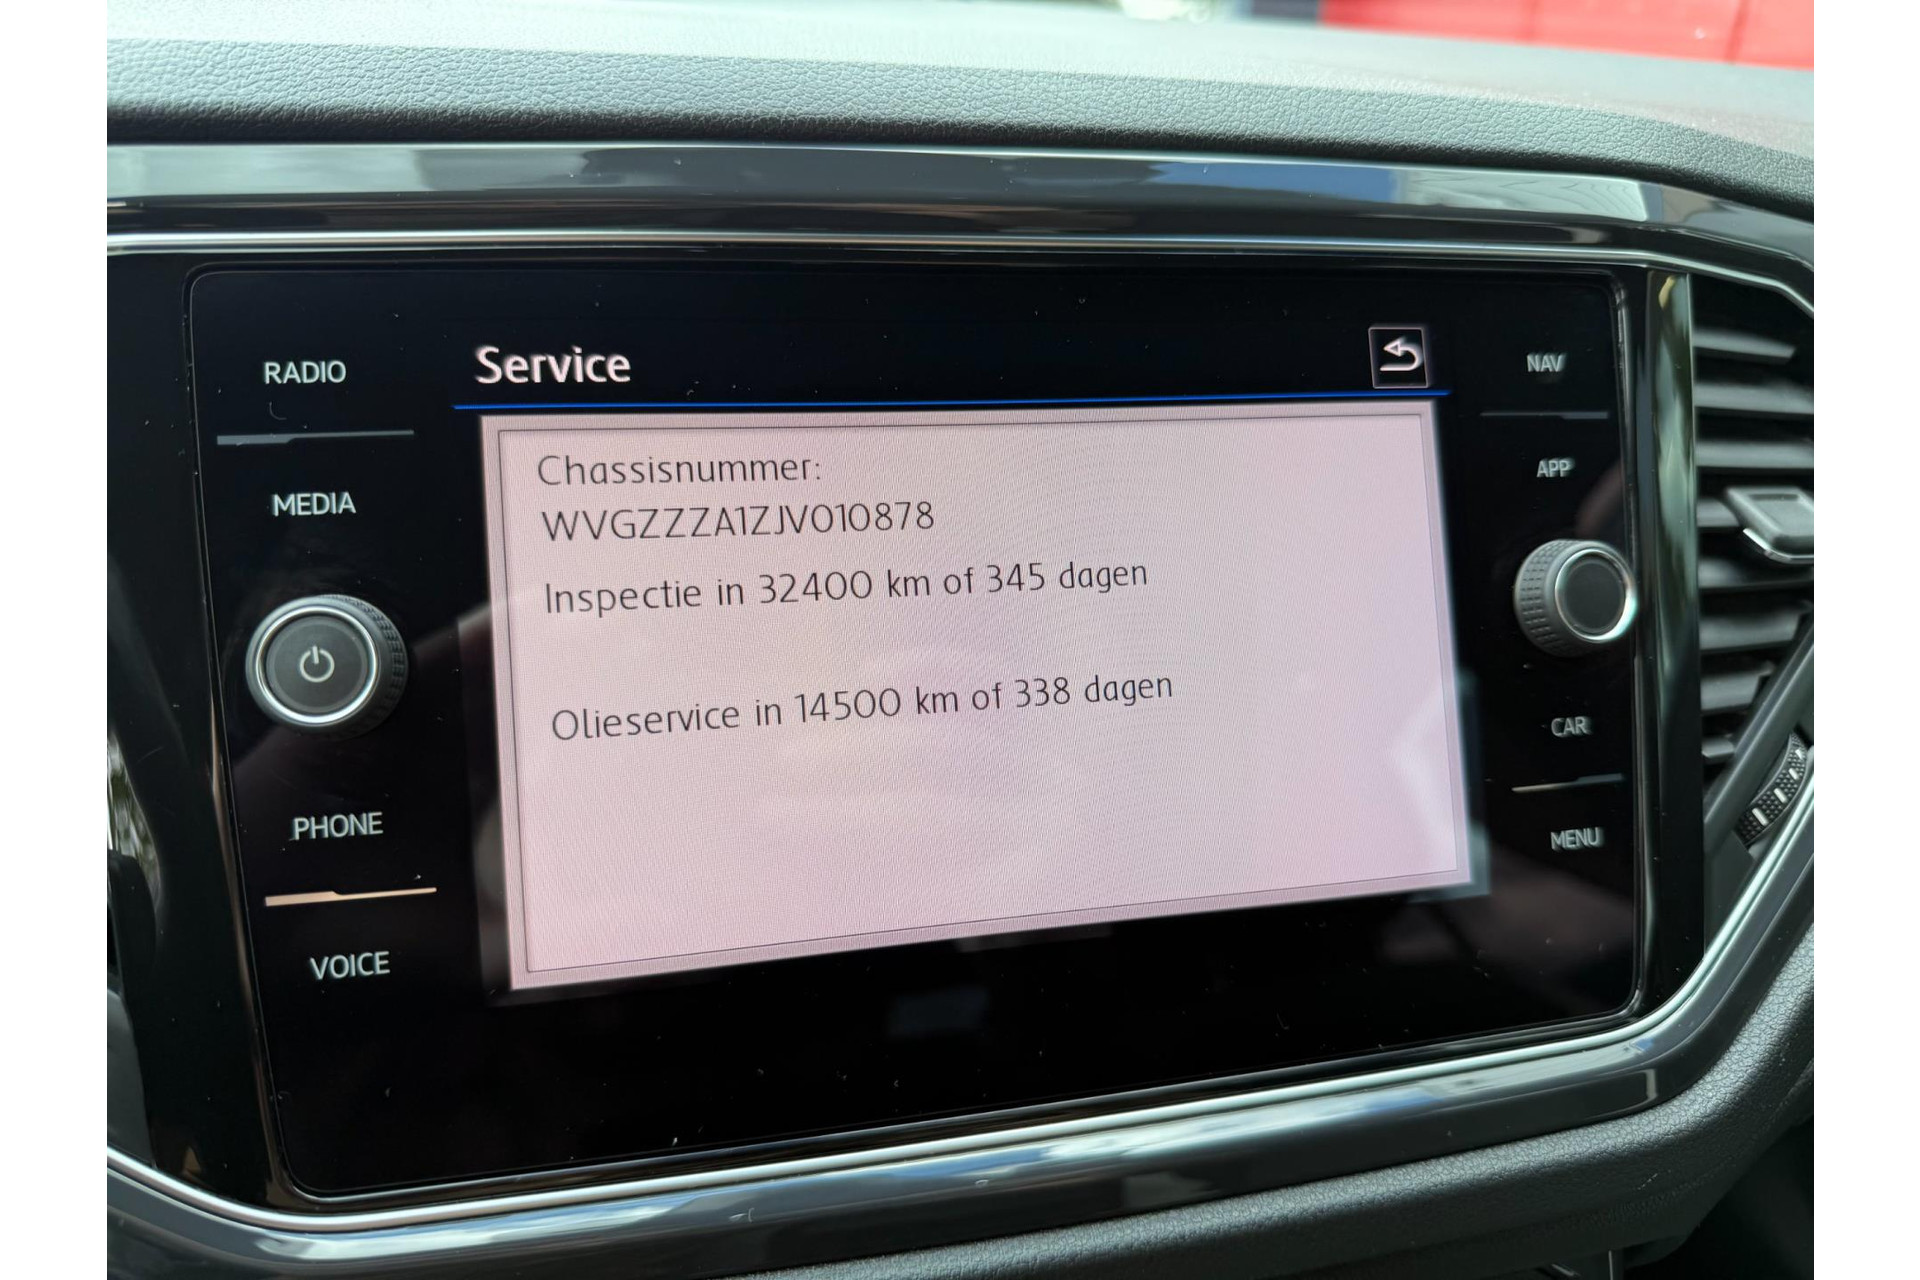 RADIO
MEDIA
PHONE
VOICE
Service
Chassisnummer:
WVGZZZA1ZJV010878
Inspectie in 32400 km of 345 dagen
Olieservice in 14500 km of 338 dagen
NAV
APP
CAR
MENU